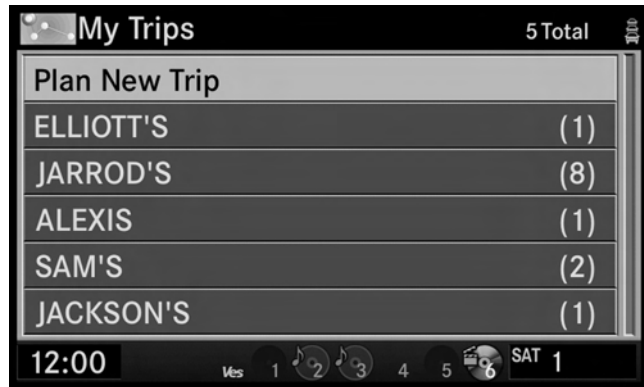 My Trips 5 Total
Plan New Trip
ELLIOTT'S (1)
JARROD'S (8)
ALEXIS (1)
SAM'S (2)
JACKSON'S (1)
12:00 Ves 1 2 3 4 5 6 SAT 1